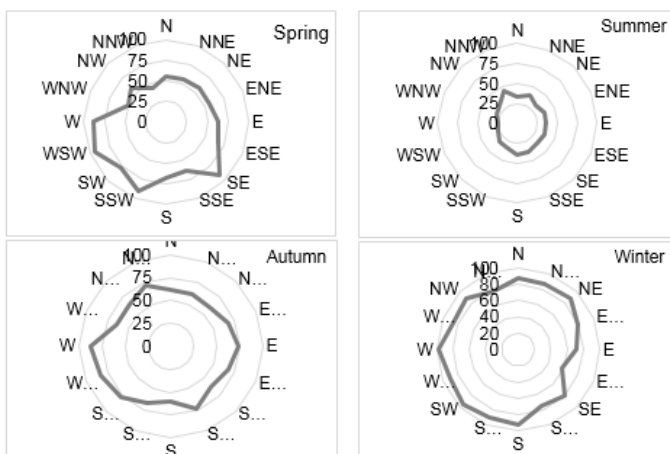 Spring
N
NNE
NE
ENE
E
ESE
SE
SSE
S
SSW
SW
WSW
W
WNW
NW
NNW
100
75
50
25
0
Summer
N
NNE
NE
ENE
E
ESE
SE
SSE
S
SSW
SW
WSW
W
WNW
NW
NNW
100
75
50
25
0
Autumn
N
N...
N...
E...
E
E...
S...
S...
S
S...
S...
W...
W
W...
N...
N...
100
75
50
25
0
Winter
N
N...
NE
E...
E
E...
SE
S...
S
S...
SW
W...
W
W...
NW
100
80
60
40
20
0